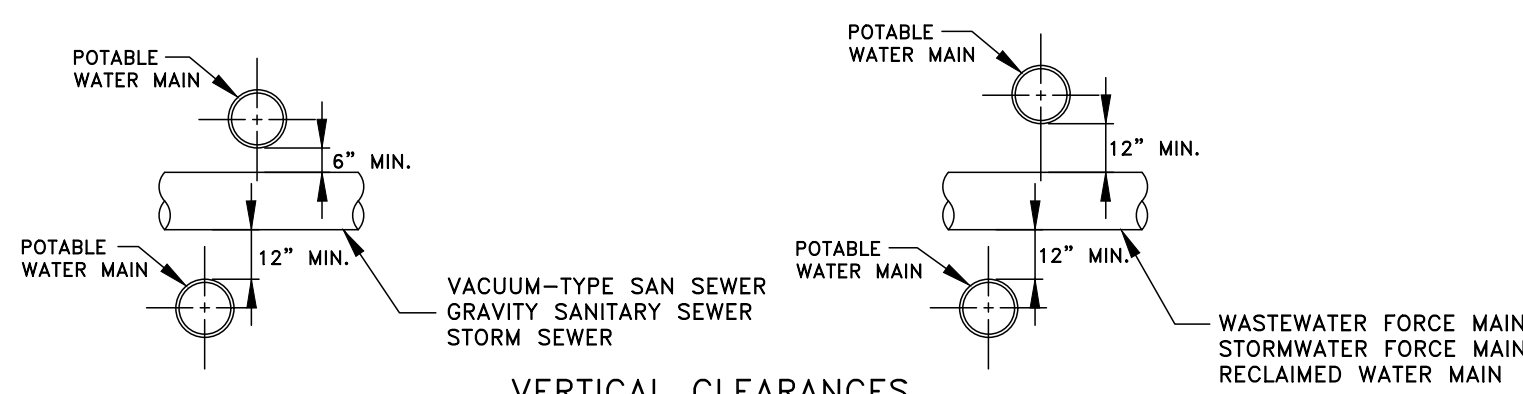 POTABLE
WATER MAIN
6” MIN.
POTABLE
WATER MAIN
12” MIN.
VACUUM-TYPE SAN SEWER
GRAVITY SANITARY SEWER
STORM SEWER
POTABLE
WATER MAIN
12” MIN.
POTABLE
WATER MAIN
12” MIN.
WASTEWATER FORCE MAIN
STORMWATER FORCE MAIN
RECLAIMED WATER MAIN
VERTICAL CLEARANCES